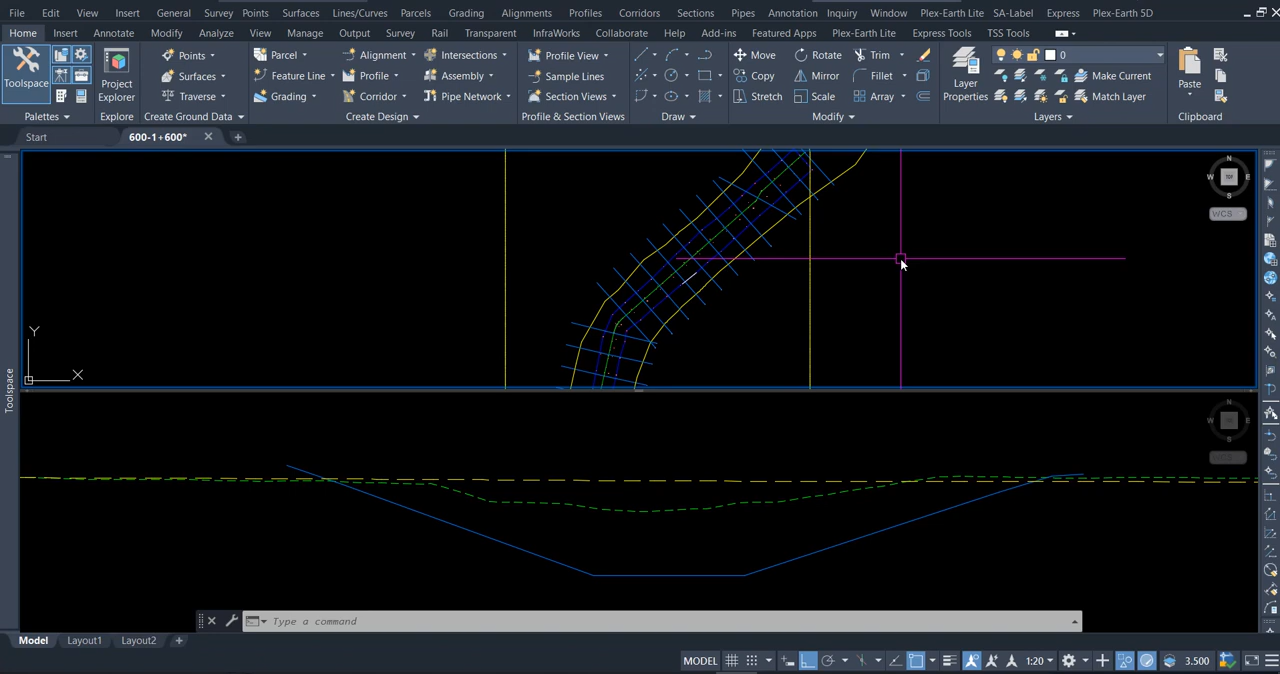 File Edit View Insert General Survey Points Surfaces Lines/Curves Parcels Grading Alignments Profiles Corridors Sections Pipes Annotation Inquiry Window Plex-Earth Lite SA-Label Express Plex-Earth 5D
Home Insert Annotate Modify Analyze View Manage Output Survey Rail Transparent InfraWorks Collaborate Help Add-ins Featured Apps Plex-Earth Lite Express Tools TSS Tools
Points Parcel Alignment Intersections Profile View Move Rotate Trim 0
Toolspace Project Explorer Surfaces Feature Line Profile Assembly Sample Lines Copy Mirror Fillet Layer Properties Make Current Paste
Traverse Grading Corridor Pipe Network Section Views Stretch Scale Array Match Layer
Palettes Explore Create Ground Data Create Design Profile & Section Views Draw Modify Layers Clipboard
Start 600-1+600*
N
W TOP E
S
WCS
Y
X
Toolspace
N
W E
S
WCS
Type a command
Model Layout1 Layout2
MODEL 1:20 3.500